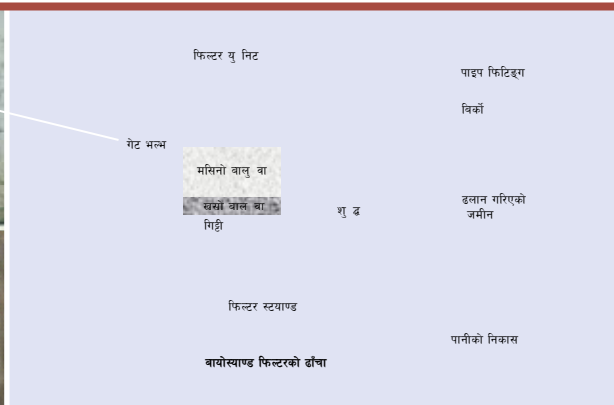 फिल्टर यु निट
पाइप फिटिङ्ग
बिर्को
गेट भल्भ
मसिनो बालु वा
खस्रो बालु वा
गिट्टी
शु द्ध
ढलान गरिएको
जमीन
फिल्टर स्टयाण्ड
पानीको निकास
बायोस्याण्ड फिल्टरको ढाँचा